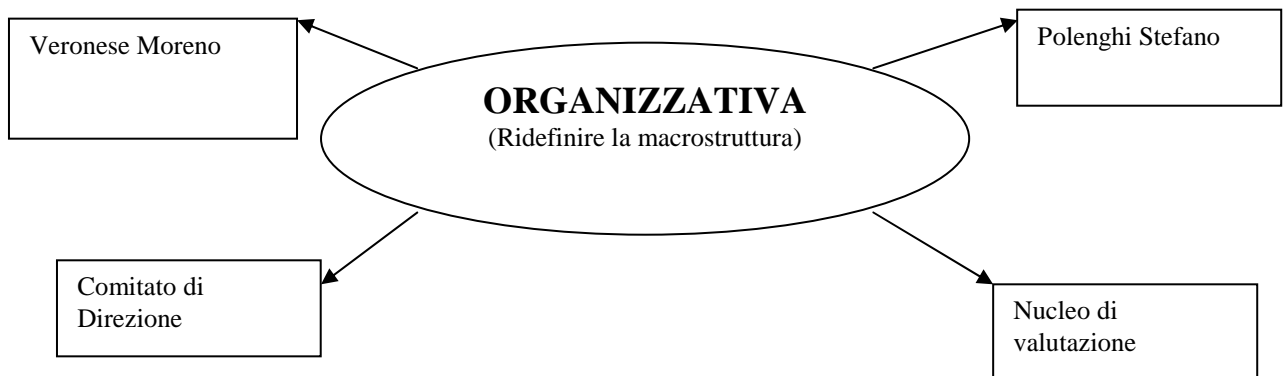 Veronese Moreno
Polenghi Stefano
ORGANIZZATIVA
(Ridefinire la macrostruttura)
Comitato di
Direzione
Nucleo di
valutazione